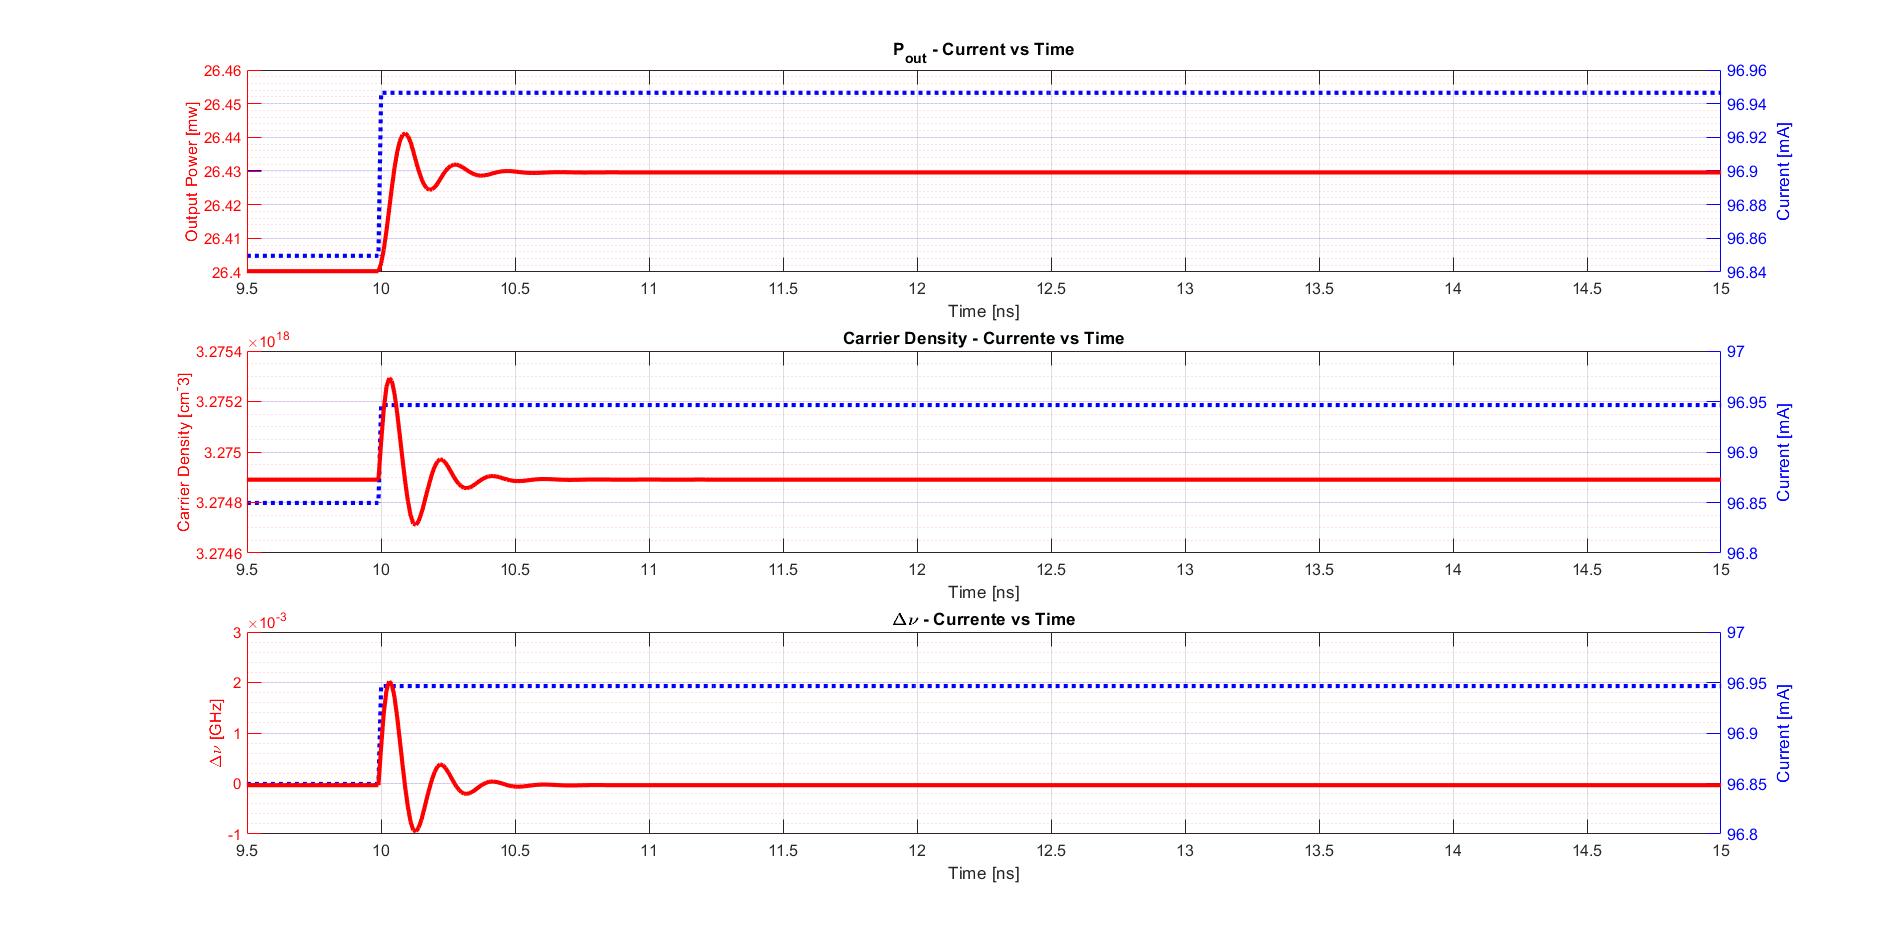 P_out - Current vs Time
26.46
26.45
26.44
26.43
26.42
26.41
26.4
Output Power [mw]
96.96
96.94
96.92
96.9
96.88
96.86
96.84
Current [mA]
9.5 10 10.5 11 11.5 12 12.5 13 13.5 14 14.5 15
Time [ns]
Carrier Density - Currente vs Time
×10^18
3.2754
3.2752
3.275
3.2748
3.2746
Carrier Density [cm^-3]
97
96.95
96.9
96.85
96.8
Current [mA]
9.5 10 10.5 11 11.5 12 12.5 13 13.5 14 14.5 15
Time [ns]
Δν - Currente vs Time
×10^-3
3
2
1
0
-1
Δν [GHz]
97
96.95
96.9
96.85
96.8
Current [mA]
9.5 10 10.5 11 11.5 12 12.5 13 13.5 14 14.5 15
Time [ns]